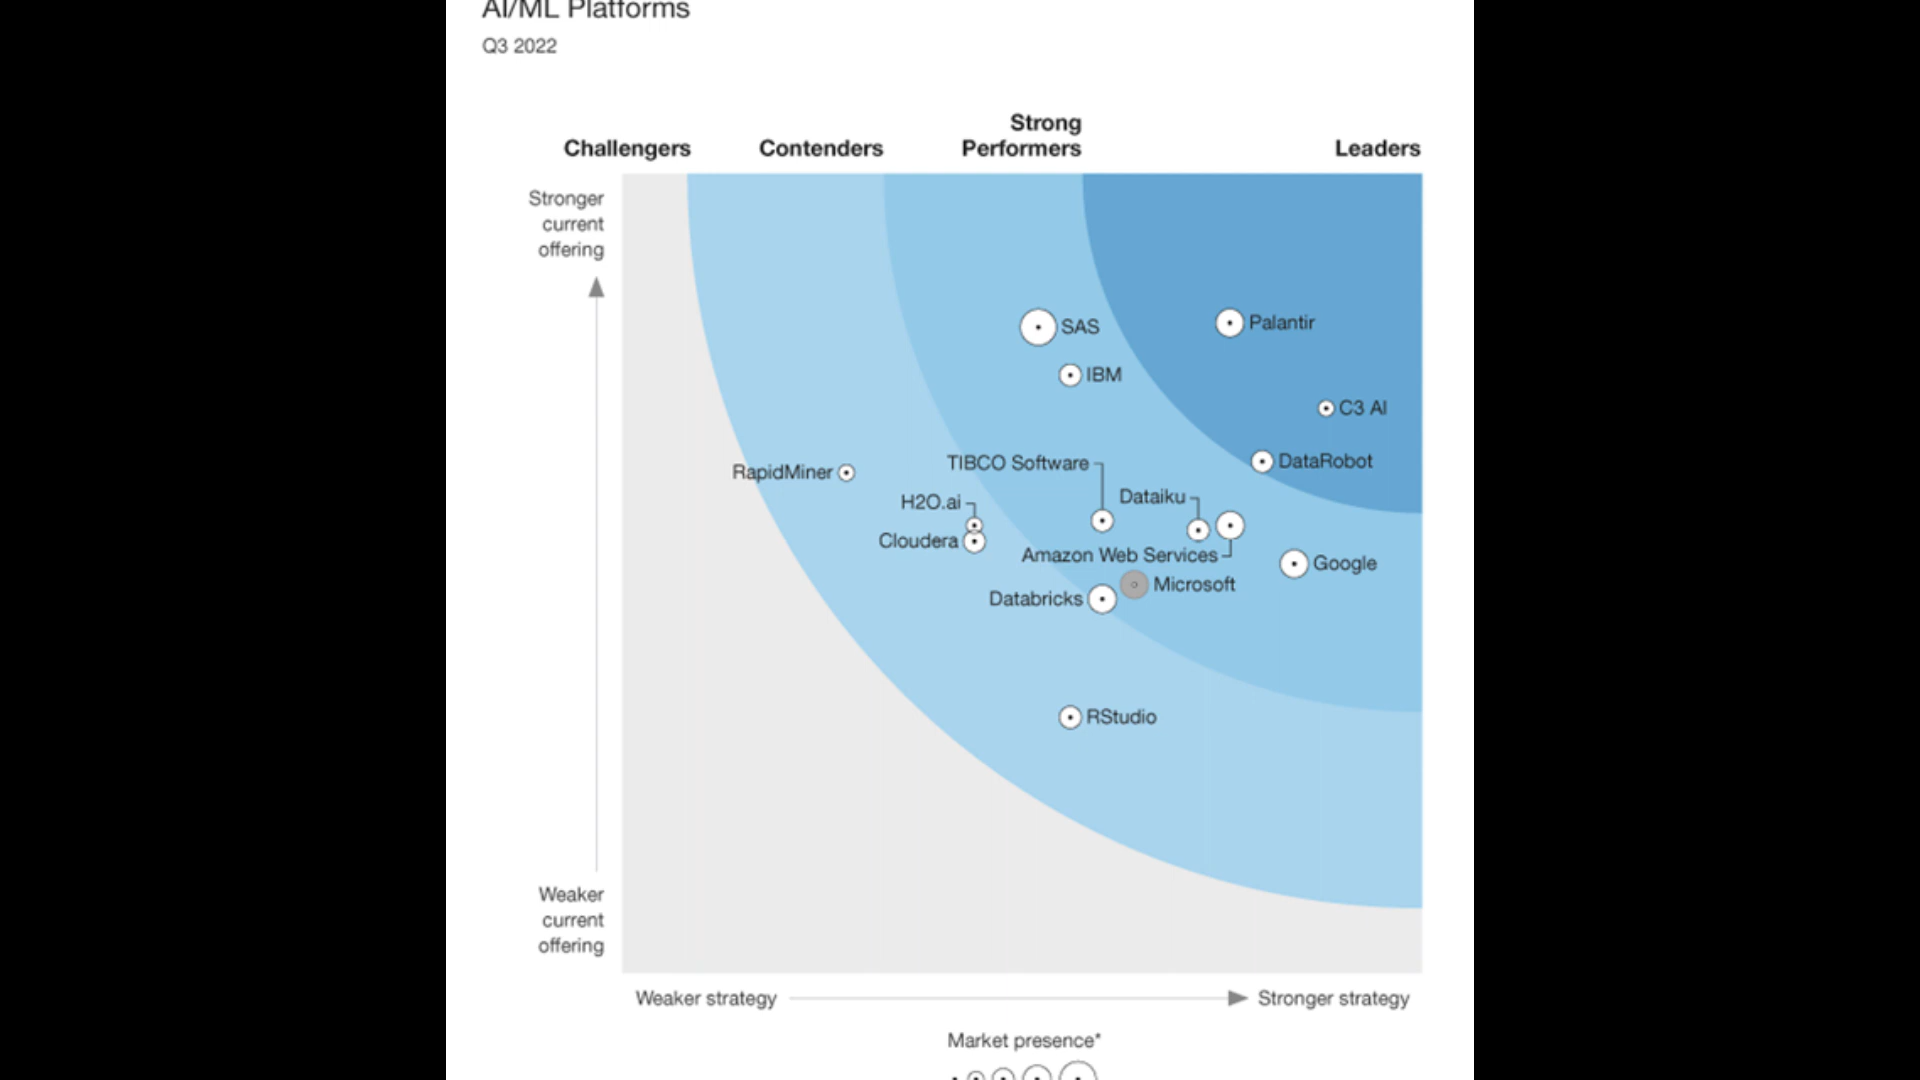 AI/ML Platforms
Q3 2022
Strong
Challengers Contenders Performers Leaders
Stronger
current
offering
SAS
Palantir
IBM
C3 AI
TIBCO Software
DataRobot
RapidMiner
Dataiku
H2O.ai
Cloudera
Amazon Web Services
Google
Microsoft
Databricks
RStudio
Weaker
current
offering
Weaker strategy
Stronger strategy
Market presence*